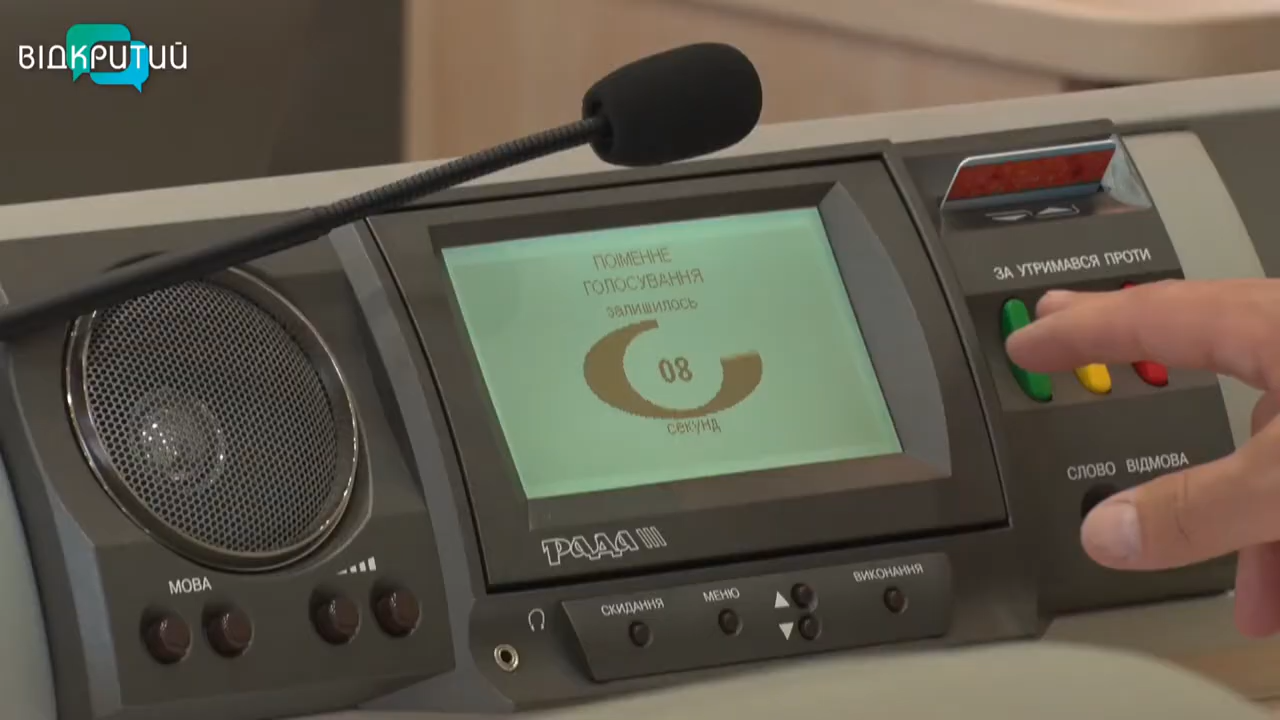 ВІДКРИТИЙ
ПОІМЕННЕ
ГОЛОСУВАННЯ
залишилось
08
секунд
ЗА УТРИМАВСЯ ПРОТИ
СЛОВО ВІДМОВА
РАДА III
МОВА
СКИДАННЯ
МЕНЮ
ВИКОНАННЯ